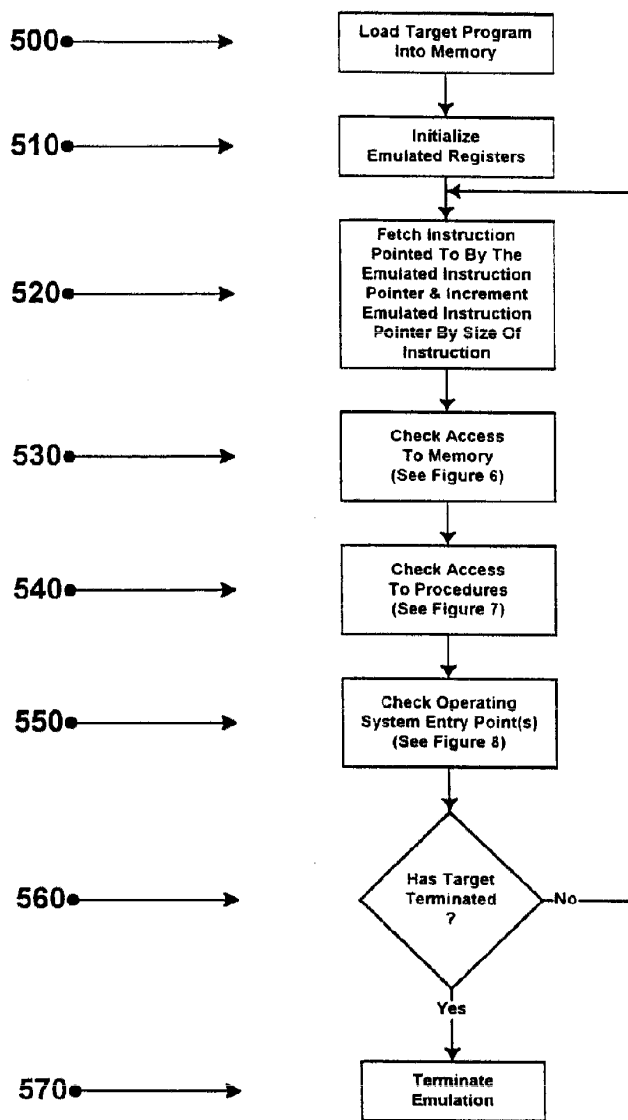 500
Load Target Program
Into Memory
510
Initialize
Emulated Registers
520
Fetch Instruction
Pointed To By The
Emulated Instruction
Pointer & Increment
Emulated Instruction
Pointer By Size Of
Instruction
530
Check Access
To Memory
(See Figure 6)
540
Check Access
To Procedures
(See Figure 7)
550
Check Operating
System Entry Point(s)
(See Figure 8)
560
Has Target
Terminated
?
No
Yes
570
Terminate
Emulation